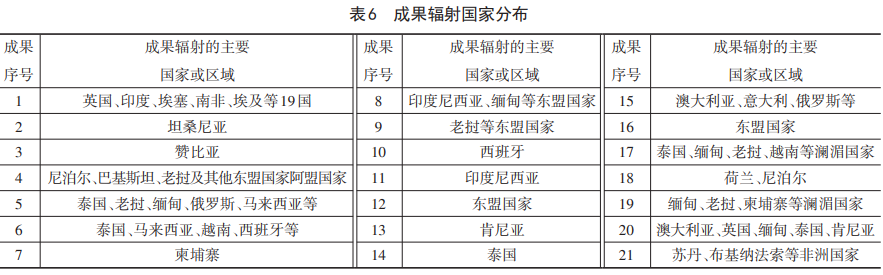 表6 成果辐射国家分布
成果 成果辐射的主要 成果 成果辐射的主要 成果 成果辐射的主要
序号 国家或区域 序号 国家或区域 序号 国家或区域
1 英国、印度、埃塞、南非、埃及等19国 8 印度尼西亚、缅甸等东盟国家 15 澳大利亚、意大利、俄罗斯等
2 坦桑尼亚 9 老挝等东盟国家 16 东盟国家
3 赞比亚 10 西班牙 17 泰国、缅甸、老挝、越南等澜湄国家
4 尼泊尔、巴基斯坦、老挝及其他东盟国家阿盟国家 11 印度尼西亚 18 荷兰、尼泊尔
5 泰国、老挝、缅甸、俄罗斯、马来西亚等 12 东盟国家 19 缅甸、老挝、柬埔寨等澜湄国家
6 泰国、马来西亚、越南、西班牙等 13 肯尼亚 20 澳大利亚、英国、缅甸、泰国、肯尼亚
7 柬埔寨 14 泰国 21 苏丹、布基纳法索等非洲国家